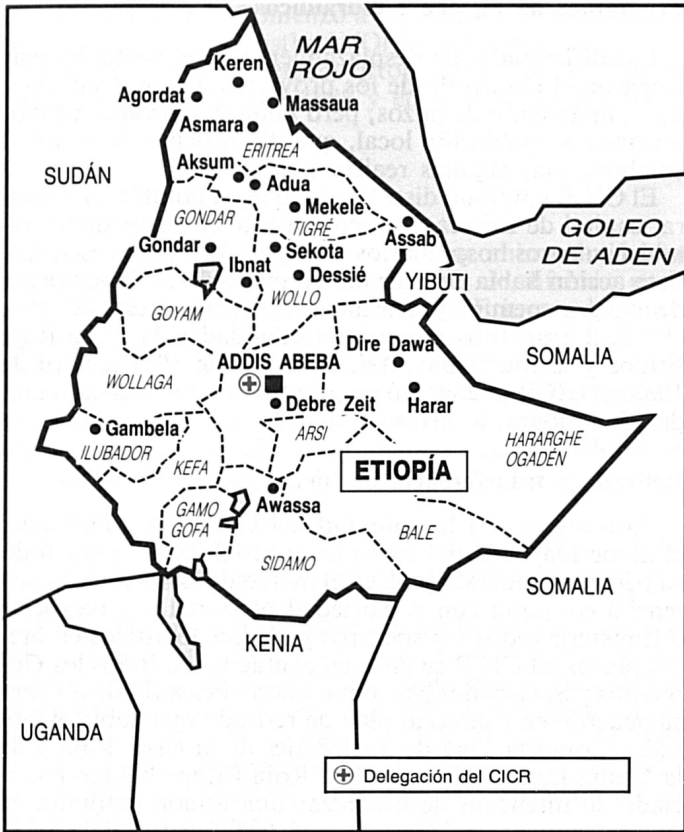 MAR
ROJO
Keren
Agordat
Massaua
Asmara
ERITREA
Aksum
SUDÁN
Adua
Mekele
GONDAR
TIGRÉ
Assab
GOLFO
DE ADEN
Gondar
Sekota
Ibnat
Dessié
YIBUTI
WOLLO
GOYAM
Dire Dawa
SOMALIA
ADDIS ABEBA
WOLLAGA
Debre Zeit
Harar
Gambela
ARSI
ILUBADOR
HARARGHE
OGADÉN
KEFA
ETIOPÍA
Awassa
GAMO
GOFA
BALE
SIDAMO
SOMALIA
KENIA
UGANDA
Delegación del CICR